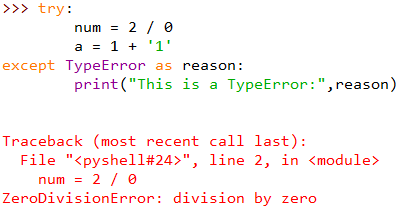 >>> try:
        num = 2 / 0
        a = 1 + '1'
except TypeError as reason:
        print("This is a TypeError:",reason)
Traceback (most recent call last):
  File "<pyshell#24>", line 2, in <module>
    num = 2 / 0
ZeroDivisionError: division by zero